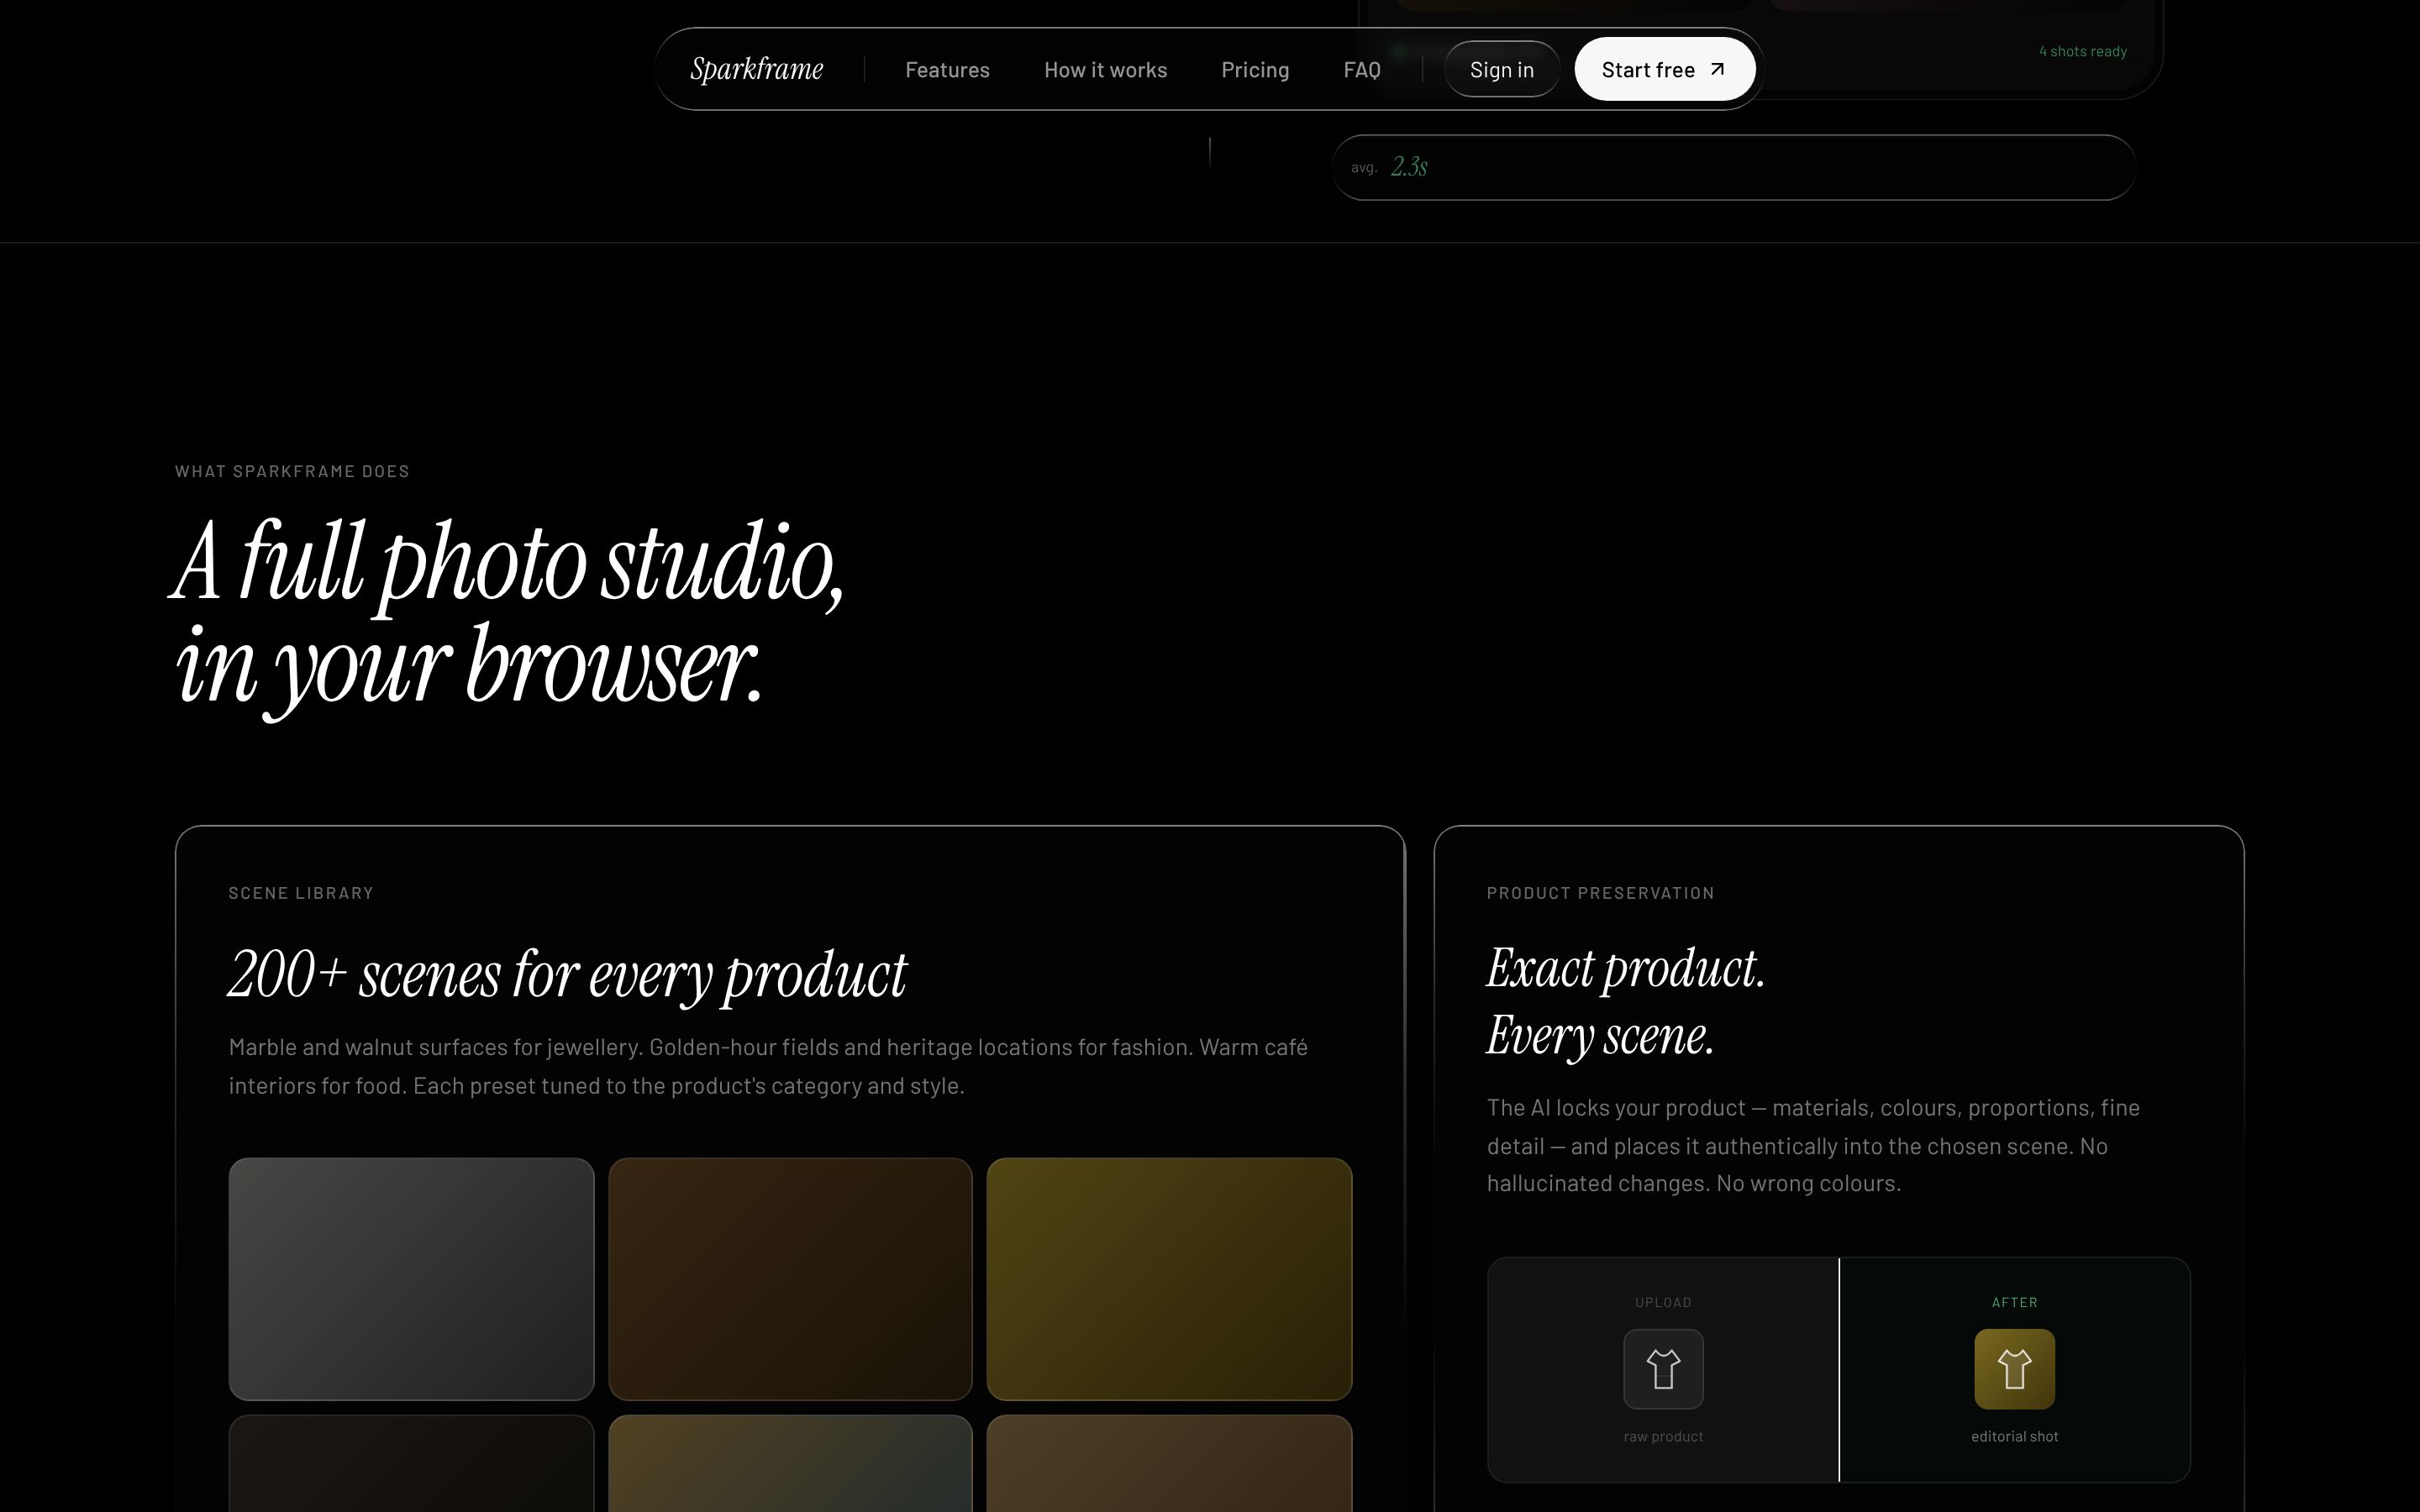 Sparkframe
Features
How it works
Pricing
FAQ
Sign in
Start free
4 shots ready
avg. 2.3s
WHAT SPARKFRAME DOES
A full photo studio,
in your browser.
SCENE LIBRARY
200+ scenes for every product
Marble and walnut surfaces for jewellery. Golden-hour fields and heritage locations for fashion. Warm café
interiors for food. Each preset tuned to the product's category and style.
PRODUCT PRESERVATION
Exact product.
Every scene.
The AI locks your product — materials, colours, proportions, fine
detail — and places it authentically into the chosen scene. No
hallucinated changes. No wrong colours.
UPLOAD
raw product
AFTER
editorial shot